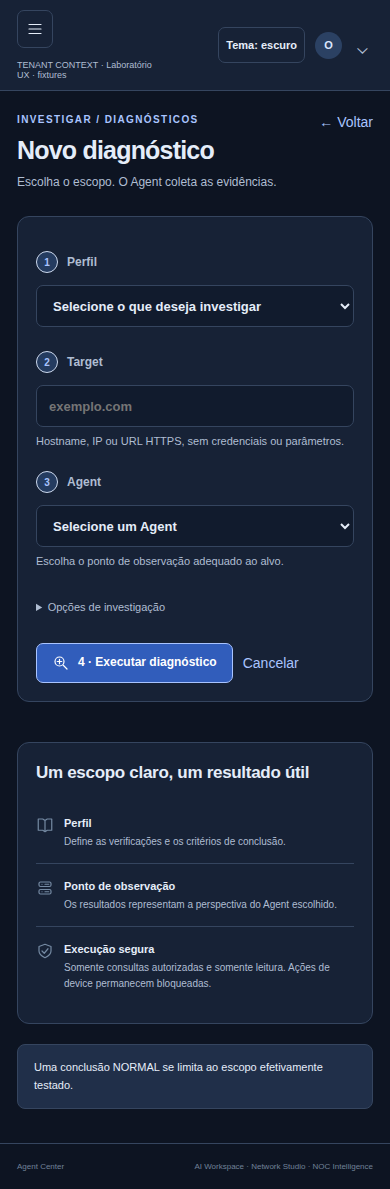 TENANT CONTEXT · Laboratório
UX · fixtures
Tema: escuro
O
INVESTIGAR / DIAGNÓSTICOS
← Voltar
Novo diagnóstico
Escolha o escopo. O Agent coleta as evidências.
1 Perfil
Selecione o que deseja investigar
2 Target
exemplo.com
Hostname, IP ou URL HTTPS, sem credenciais ou parâmetros.
3 Agent
Selecione um Agent
Escolha o ponto de observação adequado ao alvo.
Opções de investigação
4 · Executar diagnóstico
Cancelar
Um escopo claro, um resultado útil
Perfil
Define as verificações e os critérios de conclusão.
Ponto de observação
Os resultados representam a perspectiva do Agent escolhido.
Execução segura
Somente consultas autorizadas e somente leitura. Ações de
device permanecem bloqueadas.
Uma conclusão NORMAL se limita ao escopo efetivamente
testado.
Agent Center
AI Workspace · Network Studio · NOC Intelligence